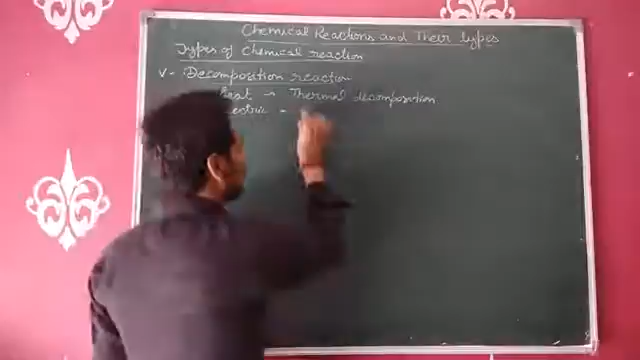 Chemical Reactions and Their types
Types of Chemical reaction
V- Decomposition reaction
Heat → Thermal decomposition
-